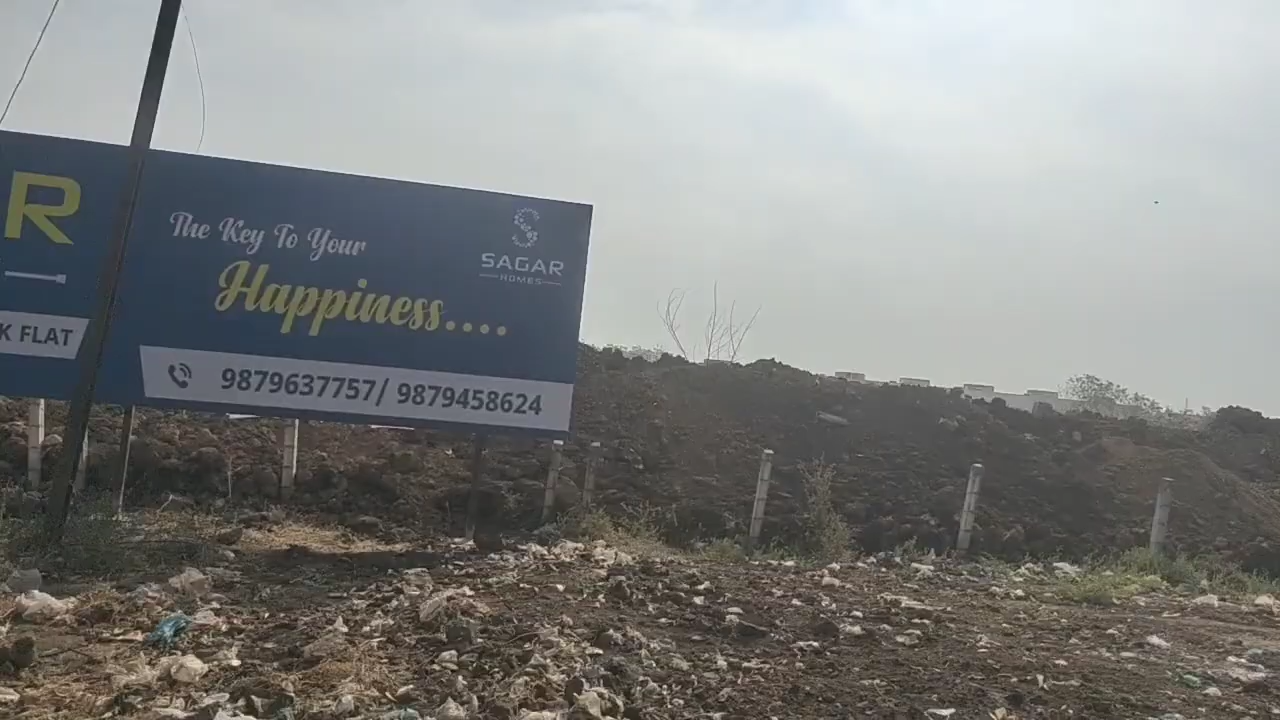 R
K FLAT
The Key To Your
Happiness....
SAGAR
HOMES
9879637757/ 9879458624